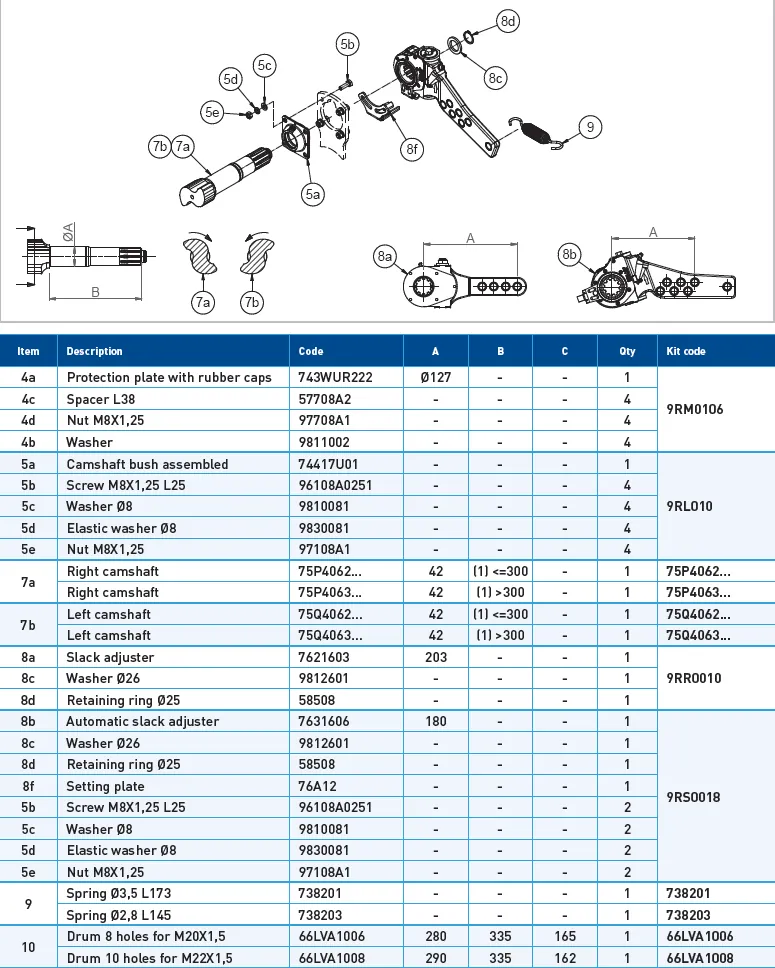 8d
5b
5c
8c
5d
5e
9
7b 7a
8f
5a
ØA
B
7a
7b
8a
A
8b
A
Item Description Code A B C Qty Kit code
4a Protection plate with rubber caps 743WUR222 Ø127 - - 1
4c Spacer L38 57708A2 - - - 4
9RM0106
4d Nut M8X1,25 97708A1 - - - 4
4b Washer 9811002 - - - 4
5a Camshaft bush assembled 74417U01 - - - 1
5b Screw M8X1,25 L25 96108A0251 - - - 4
5c Washer Ø8 9810081 - - - 4 9RL010
5d Elastic washer Ø8 9830081 - - - 4
5e Nut M8X1,25 97108A1 - - - 4
7a
Right camshaft 75P4062... 42 (1) <=300 - 1 75P4062...
Right camshaft 75P4063... 42 (1) >300 - 1 75P4063...
7b
Left camshaft 75Q4062... 42 (1) <=300 - 1 75Q4062...
Left camshaft 75Q4063... 42 (1) >300 - 1 75Q4063...
8a Slack adjuster 7621603 203 - - 1
8c Washer Ø26 9812601 - - - 1 9RR0010
8d Retaining ring Ø25 58508 - - - 1
8b Automatic slack adjuster 7631606 180 - - 1
8c Washer Ø26 9812601 - - - 1
8d Retaining ring Ø25 58508 - - - 1
8f Setting plate 76A12 - - - 1
9RS0018
5b Screw M8X1,25 L25 96108A0251 - - - 2
5c Washer Ø8 9810081 - - - 2
5d Elastic washer Ø8 9830081 - - - 2
5e Nut M8X1,25 97108A1 - - - 2
9
Spring Ø3,5 L173 738201 - - - 1 738201
Spring Ø2,8 L145 738203 - - - 1 738203
10
Drum 8 holes for M20X1,5 66LVA1006 280 335 165 1 66LVA1006
Drum 10 holes for M22X1,5 66LVA1008 290 335 162 1 66LVA1008